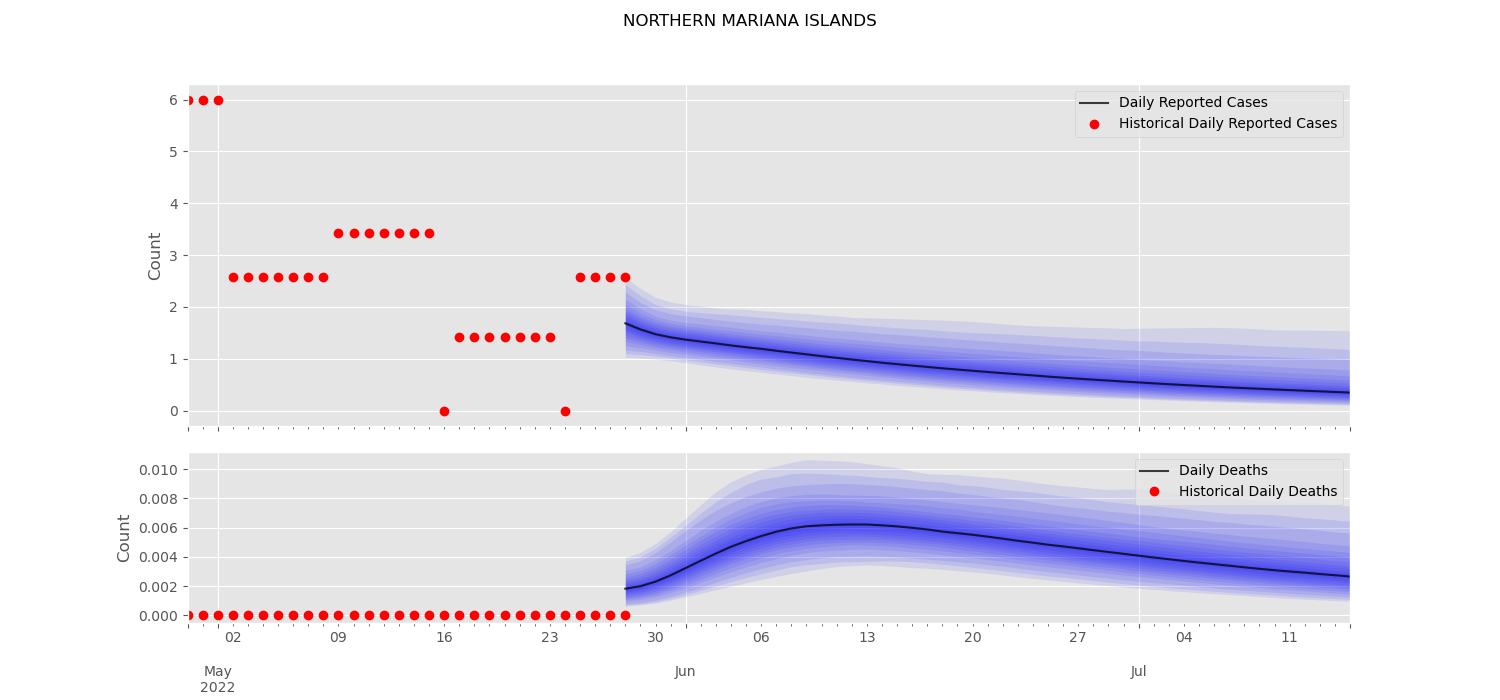 NORTHERN MARIANA ISLANDS
6
5
4
3
2
1
0
Count
Daily Reported Cases
Historical Daily Reported Cases
0.010
0.008
0.006
0.004
0.002
0.000
Count
Daily Deaths
Historical Daily Deaths
02 09 16 23 30 06 13 20 27 04 11
May Jun Jul
2022